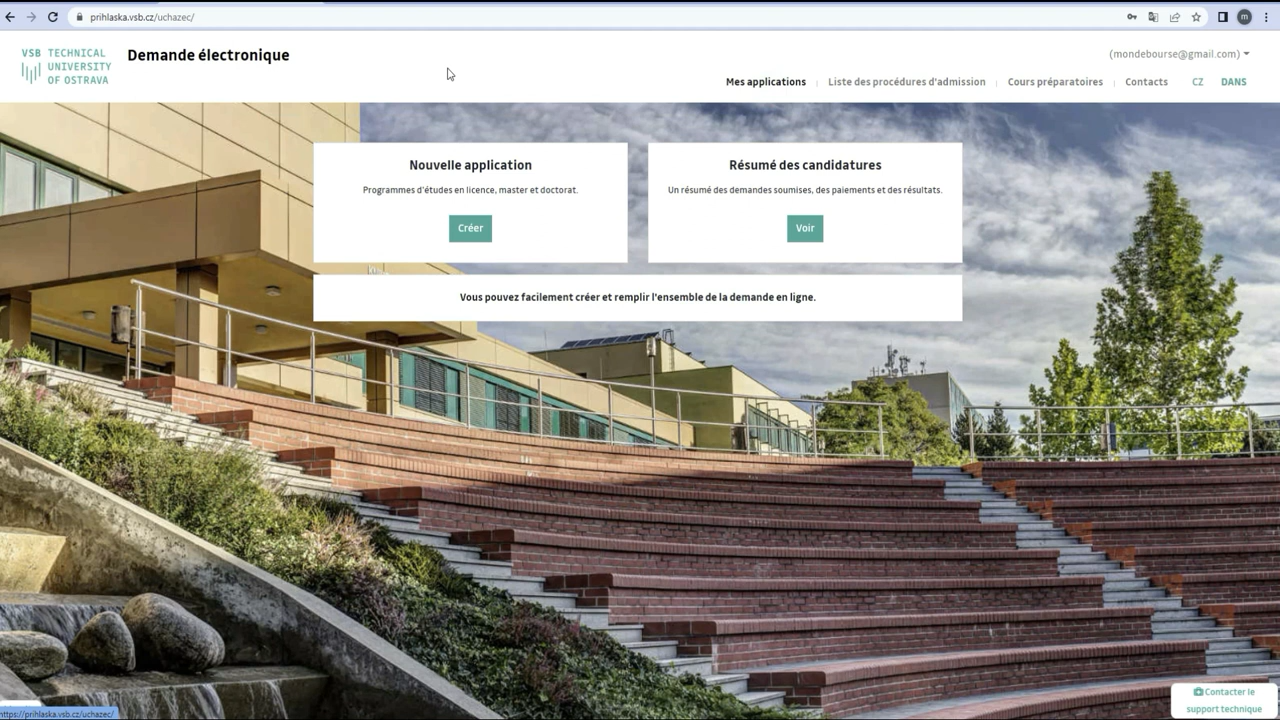 prihlaska.vsb.cz/uchazec/
m
VSB TECHNICAL
UNIVERSITY
OF OSTRAVA
Demande électronique
(mondebourse@gmail.com)
Mes applications
Liste des procédures d'admission
Cours préparatoires
Contacts
CZ
DANS
Nouvelle application
Programmes d'études en licence, master et doctorat.
Créer
Résumé des candidatures
Un résumé des demandes soumises, des paiements et des résultats.
Voir
Vous pouvez facilement créer et remplir l'ensemble de la demande en ligne.
Contacter le
support technique
https://prihlaska.vsb.cz/uchazec/